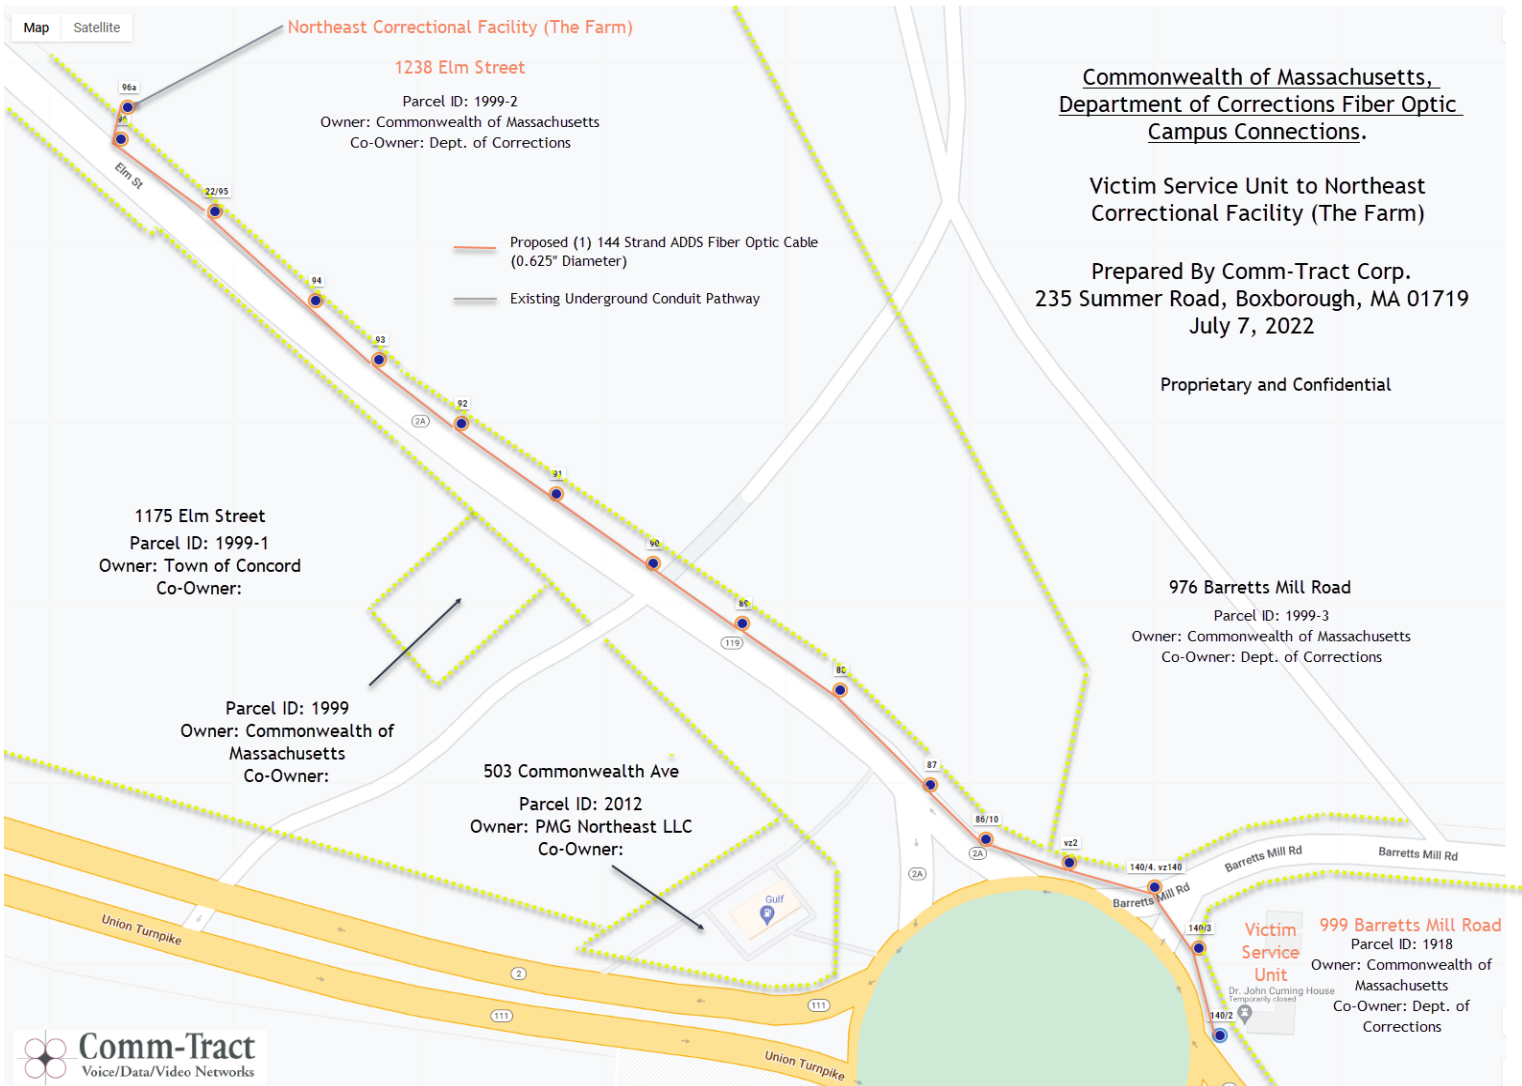 Map
Satellite
Northeast Correctional Facility (The Farm)
1238 Elm Street
Parcel ID: 1999-2
Owner: Commonwealth of Massachusetts
Co-Owner: Dept. of Corrections
Commonwealth of Massachusetts,
Department of Corrections Fiber Optic
Campus Connections.
Victim Service Unit to Northeast
Correctional Facility (The Farm)
Prepared By Comm-Tract Corp.
235 Summer Road, Boxborough, MA 01719
July 7, 2022
Proprietary and Confidential
96a
Elm St
22/95
Proposed (1) 144 Strand ADDS Fiber Optic Cable
(0.625" Diameter)
Existing Underground Conduit Pathway
94
93
92
2A
91
90
89
119
1175 Elm Street
Parcel ID: 1999-1
Owner: Town of Concord
Co-Owner:
Parcel ID: 1999
Owner: Commonwealth of
Massachusetts
Co-Owner:
976 Barretts Mill Road
Parcel ID: 1999-3
Owner: Commonwealth of Massachusetts
Co-Owner: Dept. of Corrections
503 Commonwealth Ave
Parcel ID: 2012
Owner: PMG Northeast LLC
Co-Owner:
87
86/10
vz2
2A
2A
140/4. vz140
Barretts Mill Rd
Barretts Mill Rd
Barretts Mill Rd
Gulf
140/3
Victim
Service
Unit
999 Barretts Mill Road
Parcel ID: 1918
Owner: Commonwealth of
Massachusetts
Co-Owner: Dept. of
Corrections
Dr. John Cuming House
Temporarily closed
140/2
Union Turnpike
2
111
111
Union Turnpike
Comm-Tract
Voice/Data/Video Networks